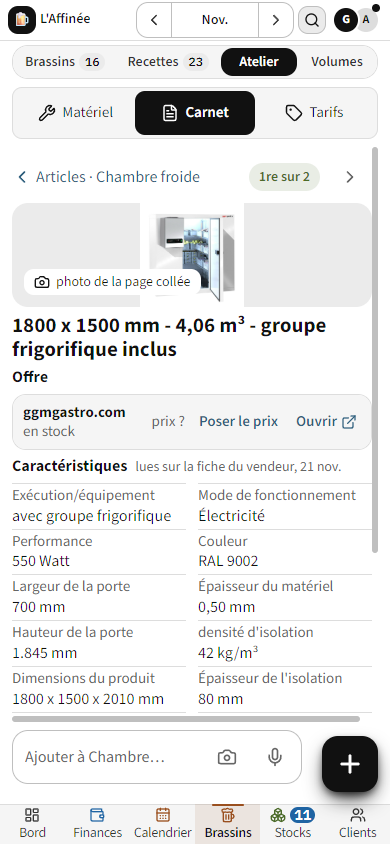 L'Affinée
Nov.
G
A
Brassins 16
Recettes 23
Atelier
Volumes
Matériel
Carnet
Tarifs
Articles · Chambre froide
1re sur 2
photo de la page collée
1800 x 1500 mm - 4,06 m³ - groupe
frigorifique inclus
Offre
ggmgastro.com
en stock
prix ?
Poser le prix
Ouvrir
Caractéristiques lues sur la fiche du vendeur, 21 nov.
Exécution/équipement
avec groupe frigorifique
Mode de fonctionnement
Électricité
Performance
550 Watt
Couleur
RAL 9002
Largeur de la porte
700 mm
Épaisseur du matériel
0,50 mm
Hauteur de la porte
1.845 mm
densité d'isolation
42 kg/m³
Dimensions du produit
1800 x 1500 x 2010 mm
Épaisseur de l'isolation
80 mm
Ajouter à Chambre…
Bord
Finances
Calendrier
Brassins
Stocks
11
Clients